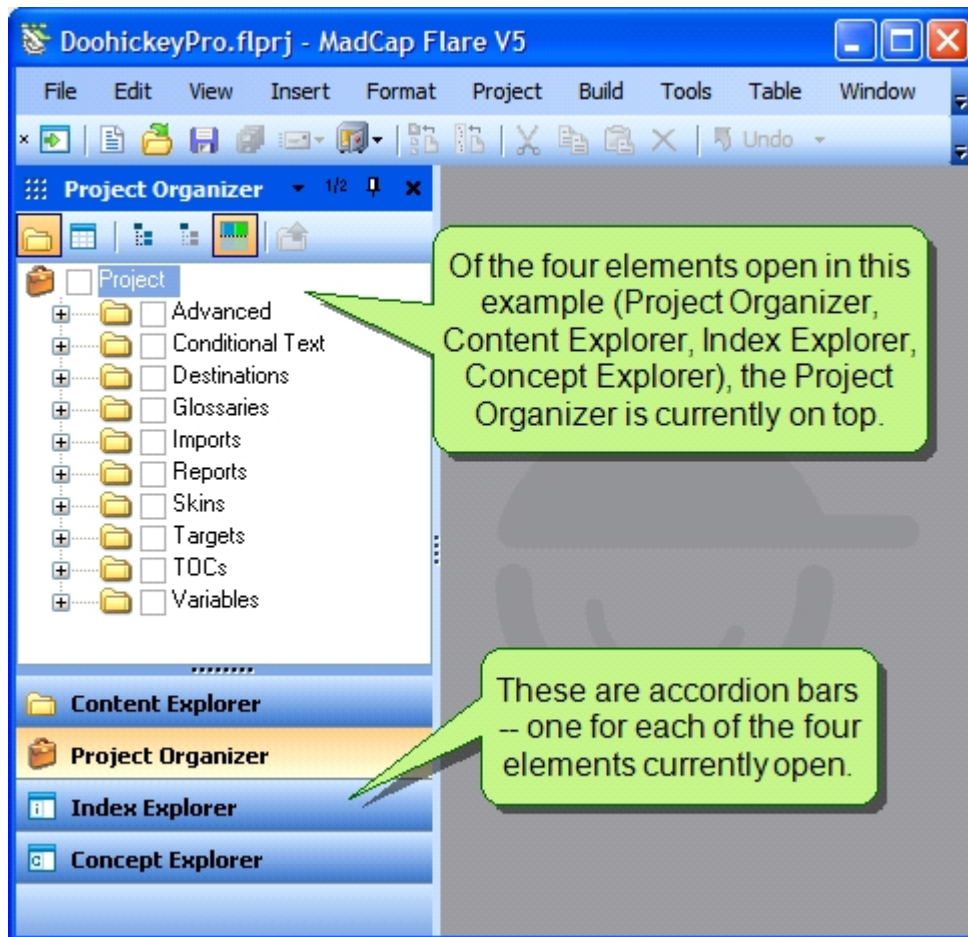 DoohickeyPro.flprj - MadCap Flare V5
File Edit View Insert Format Project Build Tools Table Window
Undo
Project Organizer 1/2
Project
Advanced
Conditional Text
Destinations
Glossaries
Imports
Reports
Skins
Targets
TOCs
Variables
Of the four elements open in this
example (Project Organizer,
Content Explorer, Index Explorer,
Concept Explorer), the Project
Organizer is currently on top.
Content Explorer
Project Organizer
Index Explorer
Concept Explorer
These are accordion bars
-- one for each of the four
elements currently open.